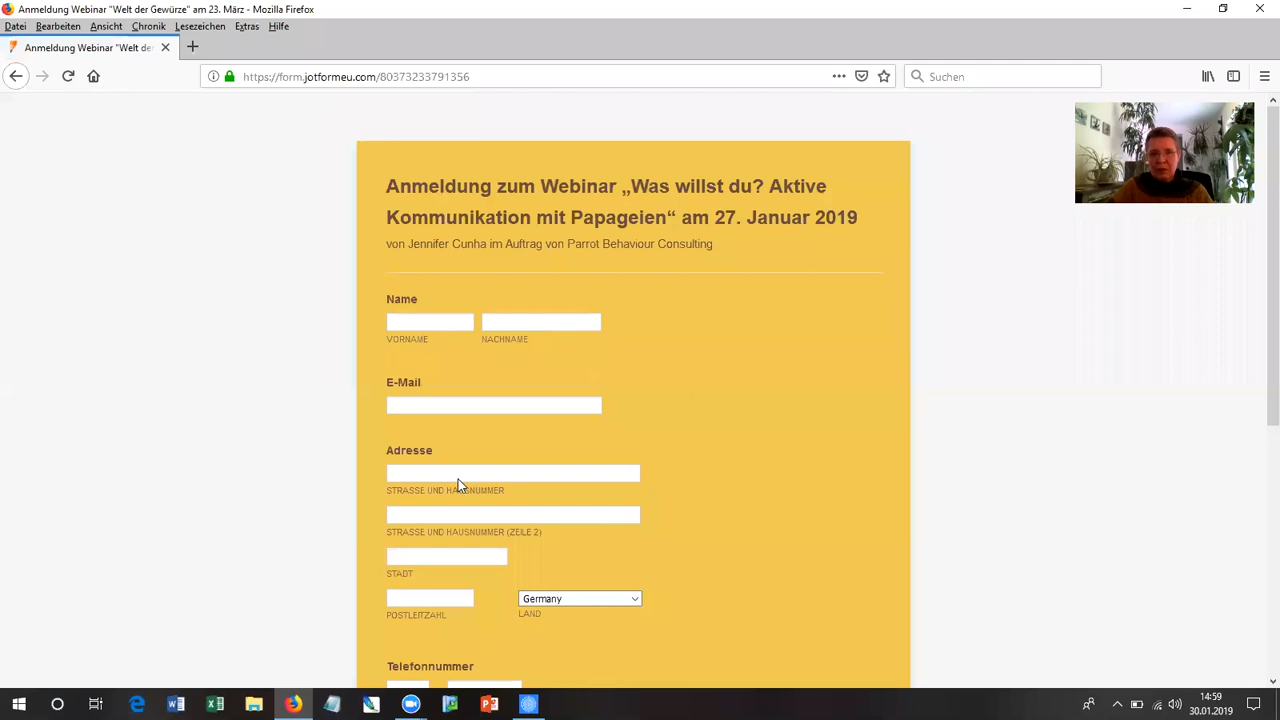 Anmeldung Webinar "Welt der Gewürze" am 23. März - Mozilla Firefox
Datei Bearbeiten Ansicht Chronik Lesezeichen Extras Hilfe
Anmeldung Webinar "Welt der
https://form.jotformeu.com/80373233791356
Suchen
Anmeldung zum Webinar „Was willst du? Aktive
Kommunikation mit Papageien“ am 27. Januar 2019
von Jennifer Cunha im Auftrag von Parrot Behaviour Consulting
Name
VORNAME NACHNAME
E-Mail
Adresse
STRASSE UND HAUSNUMMER
STRASSE UND HAUSNUMMER (ZEILE 2)
STADT
Germany
POSTLEITZAHL LAND
Telefonnummer
14:59
30.01.2019